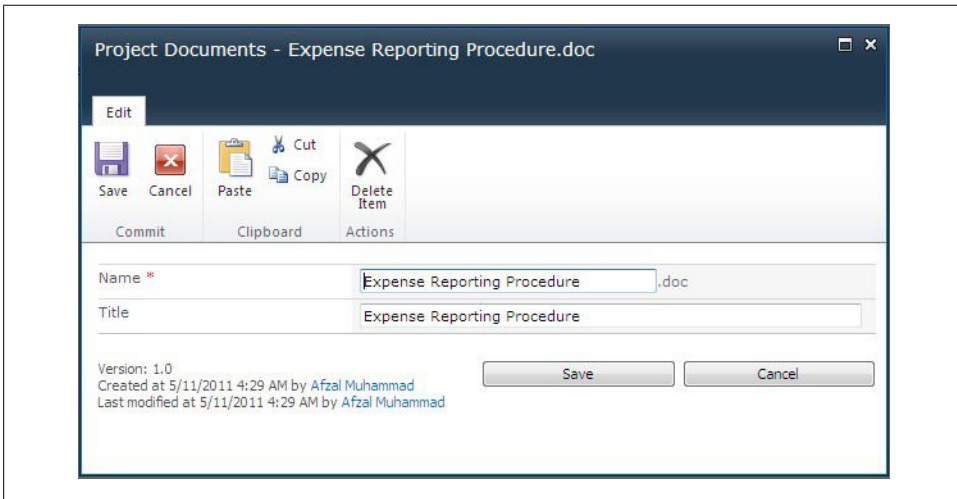 Project Documents - Expense Reporting Procedure.doc
Edit
Save
Cancel
Paste
Cut
Copy
Delete
Item
Commit
Clipboard
Actions
Name *
Expense Reporting Procedure .doc
Title
Expense Reporting Procedure
Version: 1.0
Created at 5/11/2011 4:29 AM by Afzal Muhammad
Last modified at 5/11/2011 4:29 AM by Afzal Muhammad
Save
Cancel